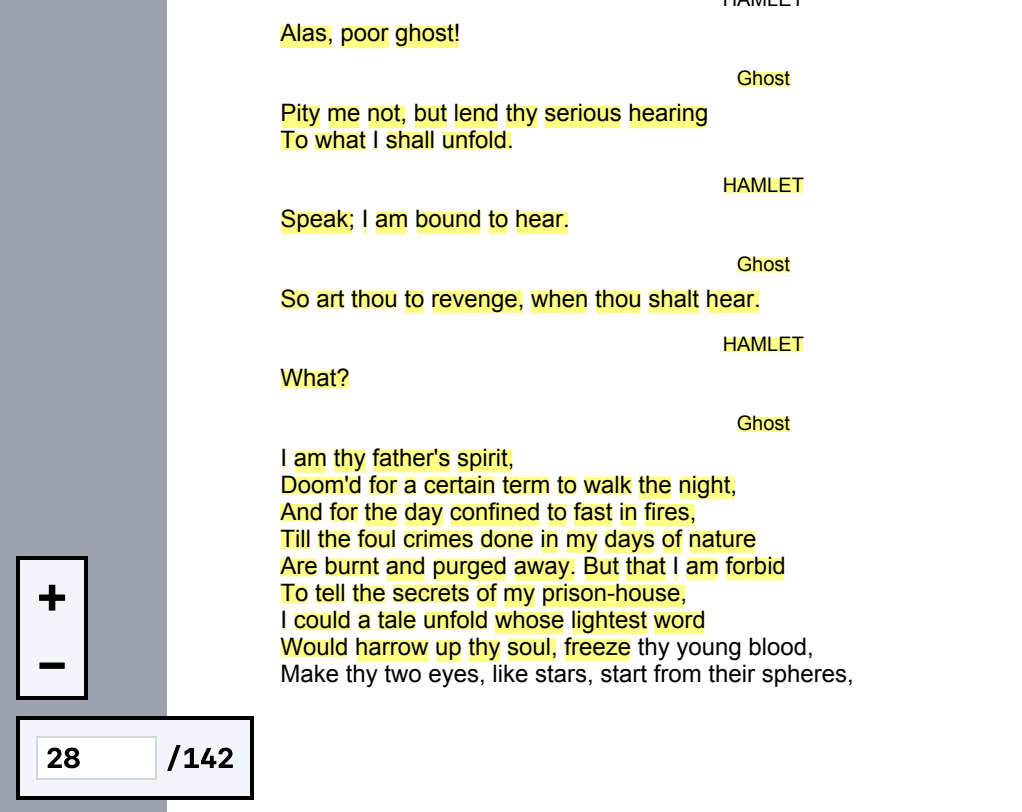 HAMLET
Alas, poor ghost!
Ghost
Pity me not, but lend thy serious hearing
To what I shall unfold.
HAMLET
Speak; I am bound to hear.
Ghost
So art thou to revenge, when thou shalt hear.
HAMLET
What?
Ghost
I am thy father's spirit,
Doom'd for a certain term to walk the night,
And for the day confined to fast in fires,
Till the foul crimes done in my days of nature
Are burnt and purged away. But that I am forbid
To tell the secrets of my prison-house,
I could a tale unfold whose lightest word
Would harrow up thy soul, freeze thy young blood,
Make thy two eyes, like stars, start from their spheres,
+
−
28 /142